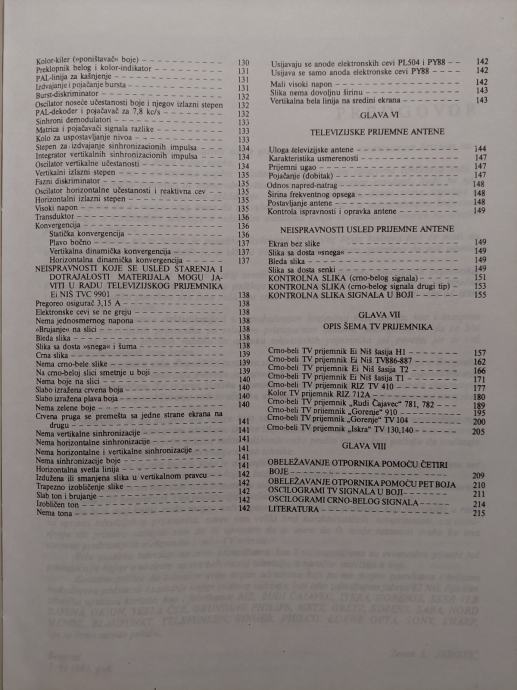 Kolor-kiler (»poništavač« boje) 130
Preklopnik belog i kolor-indikator 131
PAL-linija za kašnjenje 131
Izdvajanje i pojačanje bursta 131
Burst-diskriminator 132
Oscilator noseće učestanosti boje i njegov izlazni stepen 132
PAL-dekoder i pojačavač za 7,8 kc/s 132
Sinhroni demodulatori 132
Matrica i pojačavači signala razlike 132
Kolo za uspostavljanje nivoa 133
Stepen za izdvajanje sinhronizacionih impulsa 134
Integrator vertikalnih sinhronizacionih impulsa 134
Oscilator vertikalne učestanosti 134
Vertikalni izlazni stepen 135
Fazni diskriminator 135
Oscilator horizontalne učestanosti i reaktivna cev 135
Horizontalni izlazni stepen 135
Visoki napon 135
Transduktor 136
Konvergencija 136
Statička konvergencija 136
Plavo bočno 137
Vertikalna dinamička konvergencija 137
Horizontalna dinamička konvergencija 137
NEISPRAVNOSTI KOJE SE USLED STARENJA I
DOTRAJALOSTI MATERIJALA MOGU JA-
VITI U RADU TELEVIZIJSKOG PRIJEMNIKA
Ei NIŠ TVC 9901 138
Pregoreo osigurač 3,15 A 138
Elektronske cevi se ne greju 138
Nema jednosmernog napona 138
»Brujanje« na slici 138
Bleda slika 138
Slika sa dosta »snega« i šuma 138
Crna slika 139
Nema crno-bele slike 139
Na crno-beloj slici smetnje u boji 139
Nema boje na slici 140
Slabo izražena crvena boja 140
Slabo izražena plava boja 140
Nema zelene boje 140
Crvena pruga se premešta sa jedne strane ekrana na
drugu 141
Nema vertikalne sinhronizacije 141
Nema horizontalne sinhronizacije 141
Nema horizontalne i vertikalne sinhronizacije 141
Nema sinhronizacije boje 141
Horizontalna svetla linija 141
Izdužena ili smanjena slika u vertikalnom pravcu 142
Trapezno izobličenje slike 142
Slab ton i brujanje 142
Izobličen ton 142
Nema tona 142
Usijavaju se anode elektronskih cevi PL504 i PY88 142
Usijava se samo anoda elektronske cevi PY88 142
Mali visoki napon 142
Slika nema dovoljnu širinu 143
Vertikalna bela linija na sredini ekrana 143
GLAVA VI
TELEVIZIJSKE PRIJEMNE ANTENE
Uloga televizijske antene 144
Karakteristika usmerenosti 147
Prijemni ugao 147
Pojačanje (dobitak) 147
Odnos napred-natrag 148
Širina frekventnog opsega 148
Postavljanje antene 148
Kontrola ispravnosti i opravka antene 149
NEISPRAVNOSTI USLED PRIJEMNE ANTENE
Ekran bez slike 149
Slika sa dosta »snega« 149
Bleda slika 149
Slika sa dosta senki 149
KONTROLNA SLIKA (crno-belog signala) 151
KONTROLNA SLIKA (crno-belog signala drugi tip) 153
KONTROLNA SLIKA SIGNALA U BOJI 155
GLAVA VII
OPIS ŠEMA TV PRIJEMNIKA
Crno-beli TV prijemnik Ei Niš šasija H1 157
Crno-beli TV prijemnik Ei Niš TV886-887 162
Crno-beli TV prijemnik Ei Niš šasija T2 166
Crno-beli TV prijemnik Ei Niš šasija T1 171
Crno-beli TV prijemnik RIZ TV 410 177
Kolor TV prijemnik RIZ 712A 180
Crno-beli TV prijemnik „Rudi Čajavec” 781, 782 189
Crno-beli TV prijemnik „Gorenje” 910 195
Crno-beli TV prijemnik „Gorenje” TV 104 200
Crno-beli TV prijemnik „Iskra” TV 130,140 205
GLAVA VIII
OBELEŽAVANJE OTPORNIKA POMOĆU ČETIRI
BOJE 209
OBELEŽAVANJE OTPORNIKA POMOĆU PET BOJA 210
OSCILOGRAMI TV SIGNALA U BOJI 211
OSCILOGRAMI CRNO-BELOG SIGNALA 214
LITERATURA 215